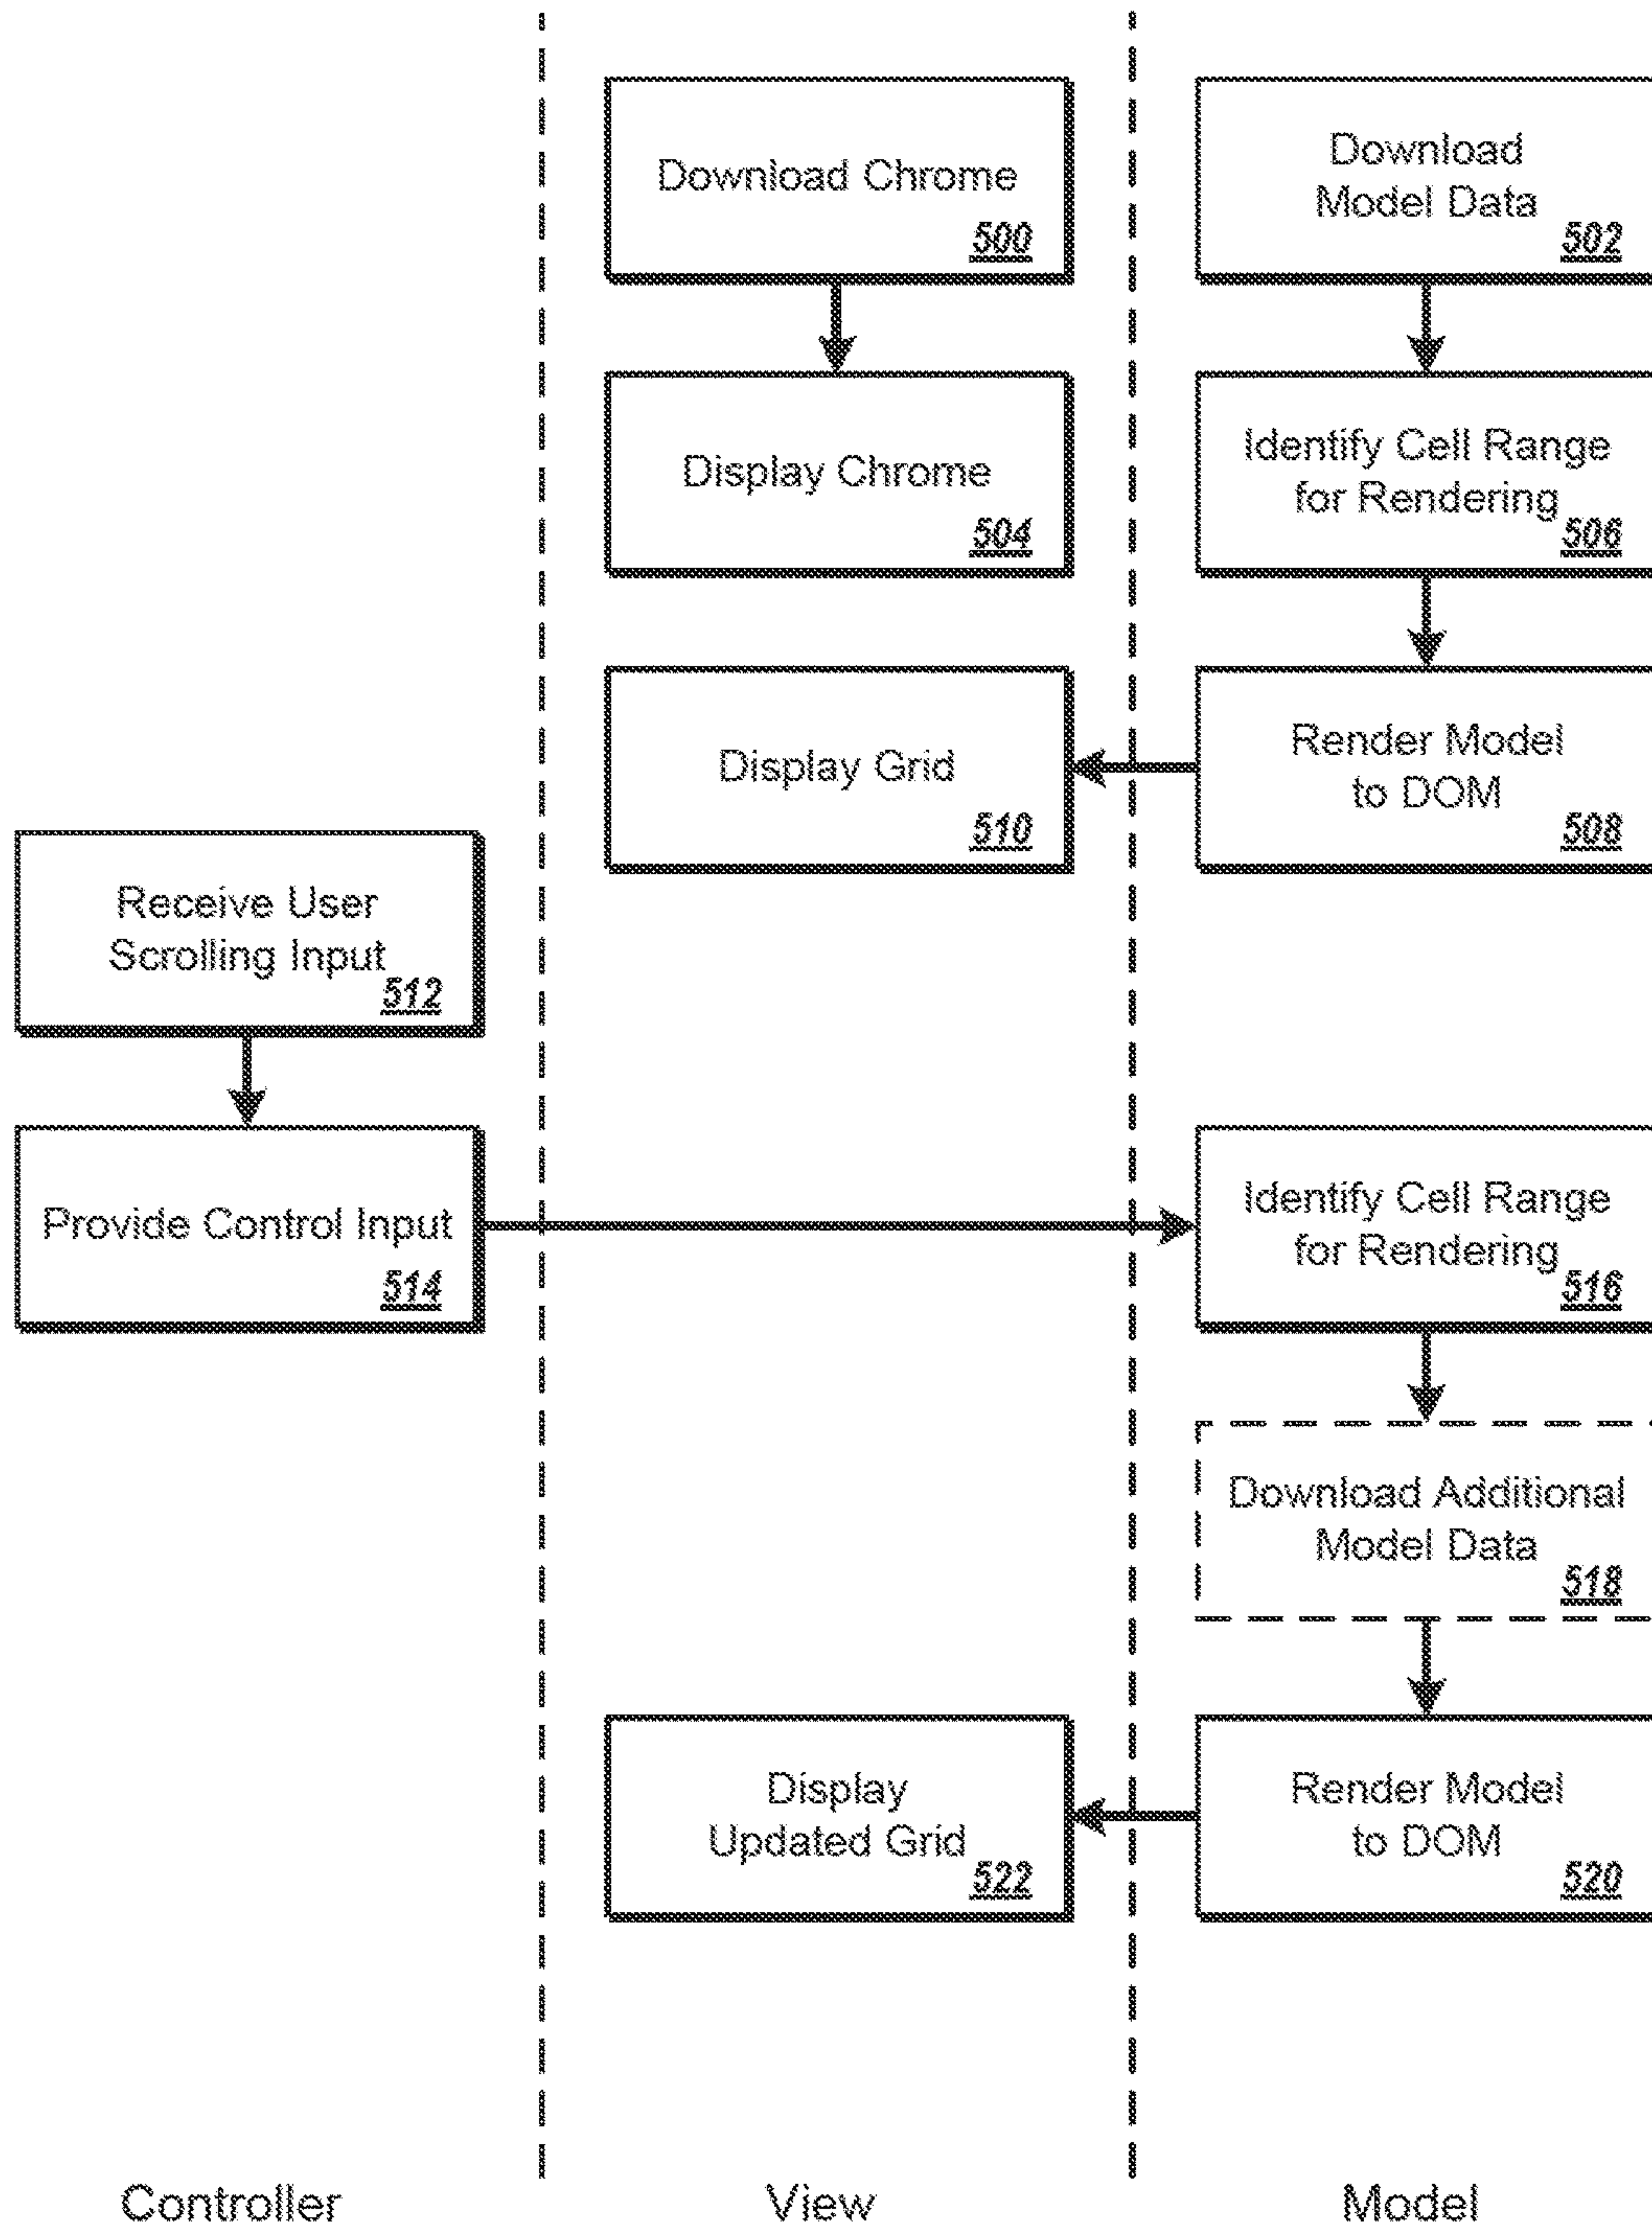 Download Chrome
500
Download
Model Data
502
Display Chrome
504
Identify Cell Range
for Rendering
506
Display Grid
510
Render Model
to DOM
508
Receive User
Scrolling Input
512
Provide Control Input
514
Identify Cell Range
for Rendering
516
Download Additional
Model Data
518
Display
Updated Grid
522
Render Model
to DOM
520
Controller
View
Model